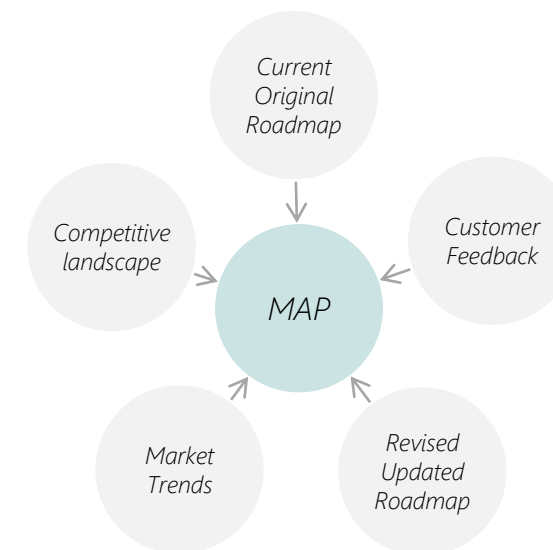 Current
Original
Roadmap
Competitive
landscape
Customer
Feedback
MAP
Market
Trends
Revised
Updated
Roadmap